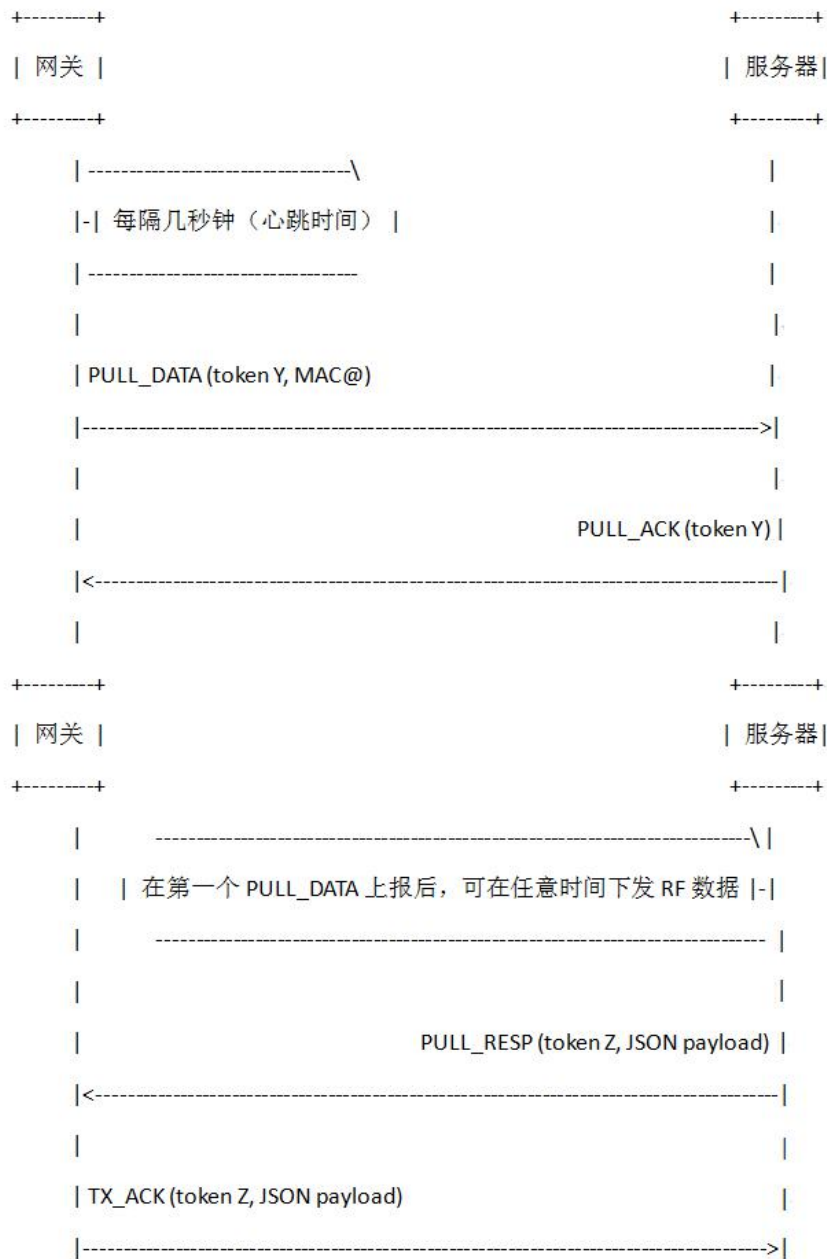 +---------+ +---------+
| 网关 | | 服务器|
+---------+ +---------+
| ---------------------------------\ |
|-| 每隔几秒钟（心跳时间） | |
| --------------------------------- |
| |
| PULL_DATA (token Y, MAC@) |
|------------------------------------------------------------------------------------>|
| |
| PULL_ACK (token Y) |
|<-------------------------------------------------------------------------------------|
| |
+---------+ +---------+
| 网关 | | 服务器|
+---------+ +---------+
| --------------------------------------------------------------------------\ |
| | 在第一个 PULL_DATA 上报后，可在任意时间下发 RF 数据 |-|
| --------------------------------------------------------------------------- |
| |
| PULL_RESP (token Z, JSON payload) |
|<-------------------------------------------------------------------------------------|
| |
| TX_ACK (token Z, JSON payload) |
|------------------------------------------------------------------------------------->|